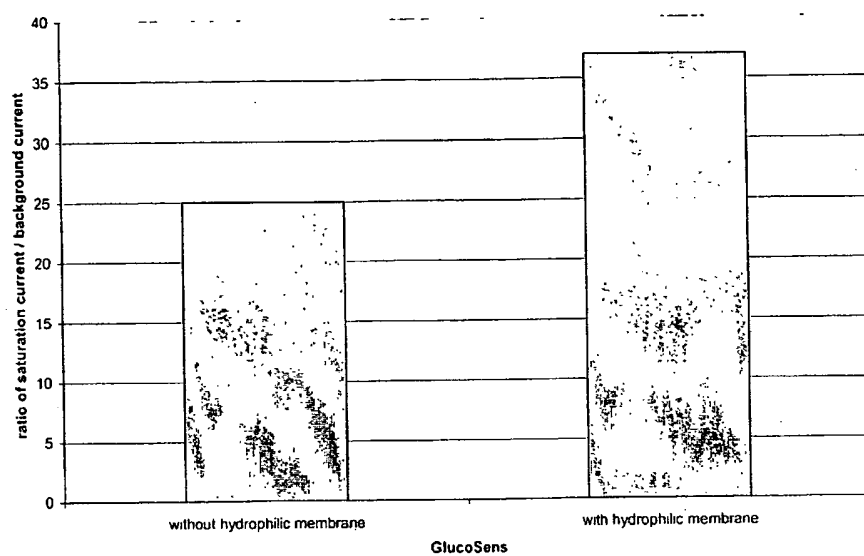 ratio of saturation current / background current
40
35
30
25
20
15
10
5
0
without hydrophilic membrane
with hydrophilic membrane
GlucoSens